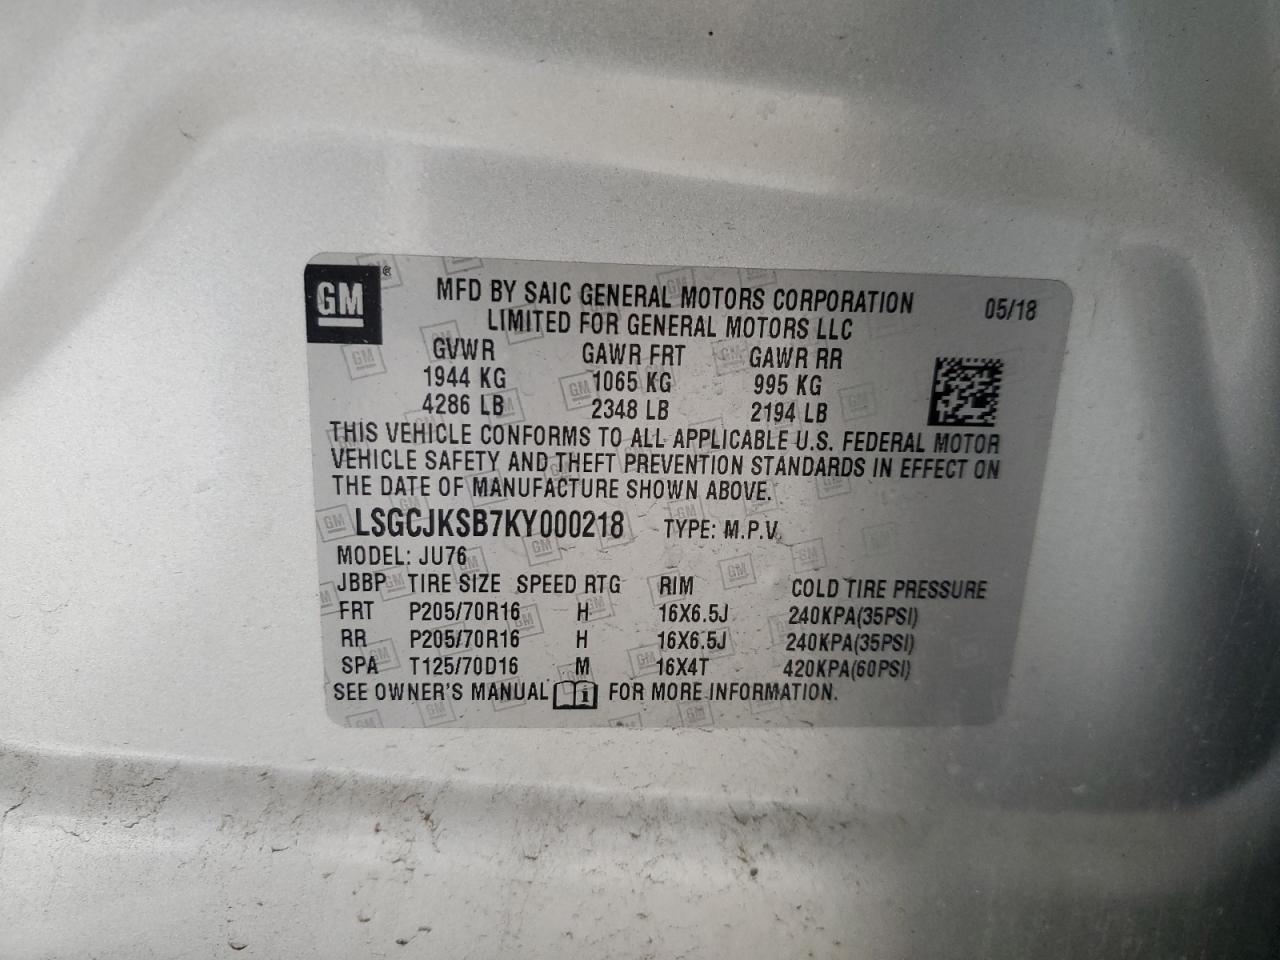 GM ®
MFD BY SAIC GENERAL MOTORS CORPORATION 05/18
LIMITED FOR GENERAL MOTORS LLC
GVWR GAWR FRT GAWR RR
1944 KG 1065 KG 995 KG
4286 LB 2348 LB 2194 LB
THIS VEHICLE CONFORMS TO ALL APPLICABLE U.S. FEDERAL MOTOR
VEHICLE SAFETY AND THEFT PREVENTION STANDARDS IN EFFECT ON
THE DATE OF MANUFACTURE SHOWN ABOVE.
LSGCJKSB7KY000218 TYPE: M.P.V.
MODEL: JU76
JBBP TIRE SIZE SPEED RTG RIM COLD TIRE PRESSURE
FRT P205/70R16 H 16X6.5J 240KPA(35PSI)
RR P205/70R16 H 16X6.5J 240KPA(35PSI)
SPA T125/70D16 M 16X4T 420KPA(60PSI)
SEE OWNER'S MANUAL i FOR MORE INFORMATION.